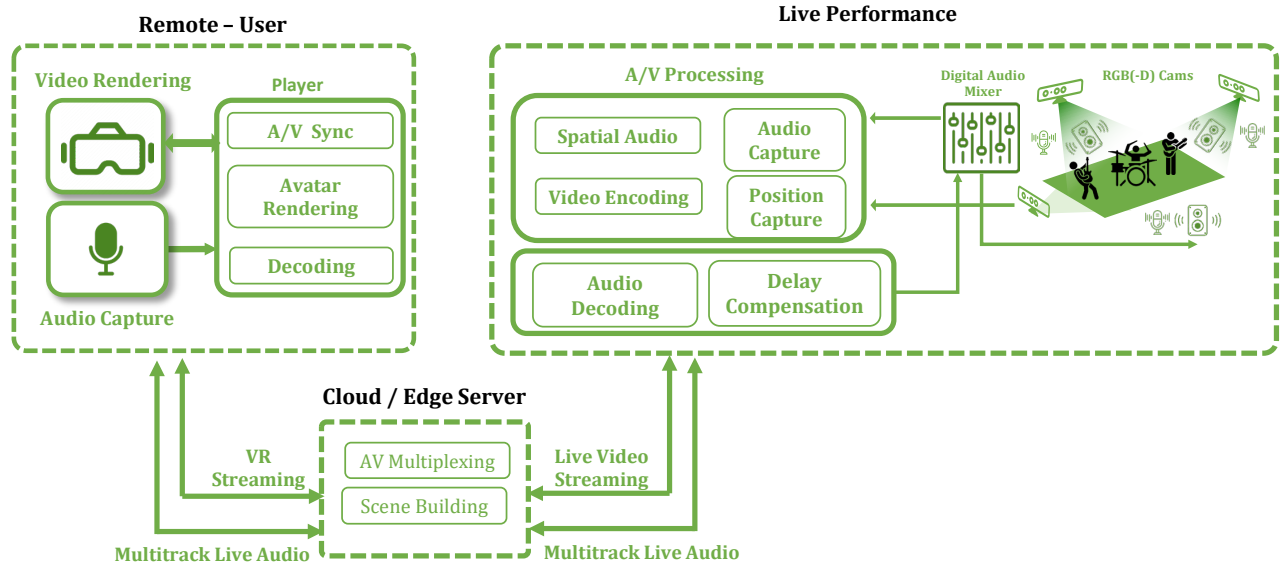 Remote – User
Video Rendering
Player
A/V Sync
Avatar
Rendering
Decoding
Audio Capture
Live Performance
A/V Processing
Spatial Audio
Audio
Capture
Video Encoding
Position
Capture
Audio
Decoding
Delay
Compensation
Digital Audio
Mixer
RGB(-D) Cams
Cloud / Edge Server
AV Multiplexing
Scene Building
VR
Streaming
Multitrack Live Audio
Live Video
Streaming
Multitrack Live Audio